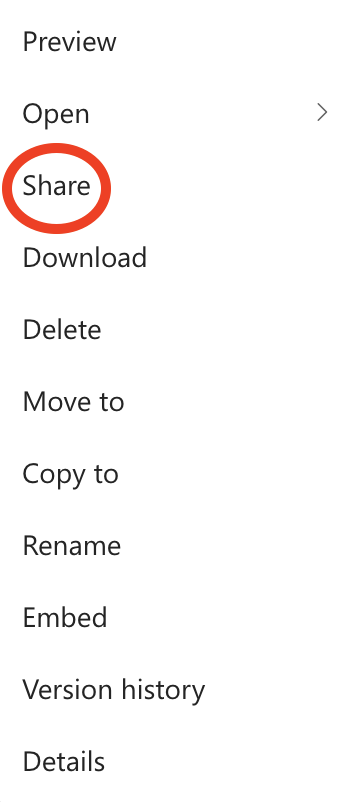 Preview
Open
Share
Download
Delete
Move to
Copy to
Rename
Embed
Version history
Details